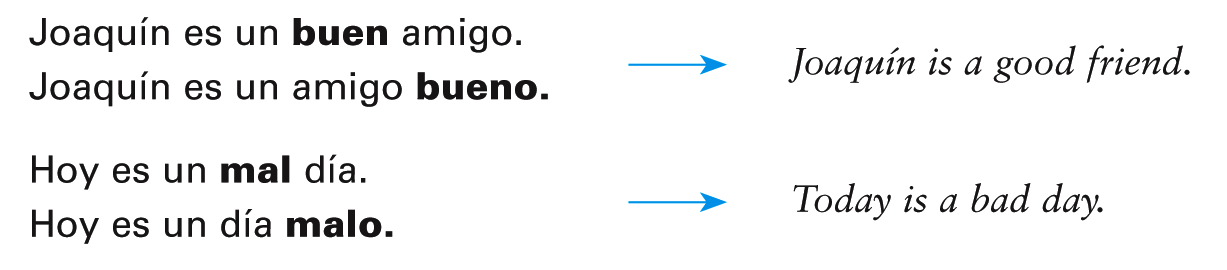 Joaquín es un buen amigo.
Joaquín es un amigo bueno.
Joaquín is a good friend.
Hoy es un mal día.
Hoy es un día malo.
Today is a bad day.